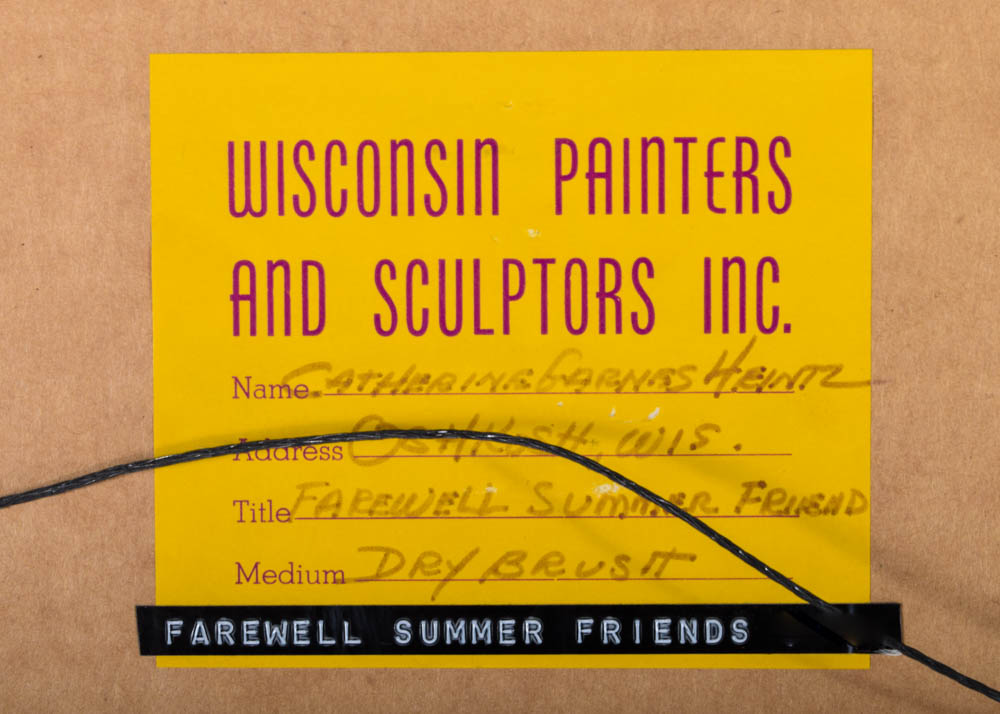 WISCONSIN PAINTERS
AND SCULPTORS INC.
Name CATHERINE BARNES HEINTZ
Address OSHKOSH, WIS.
Title FAREWELL SUMMER FRIEND
Medium DRY BRUSH
FAREWELL SUMMER FRIENDS